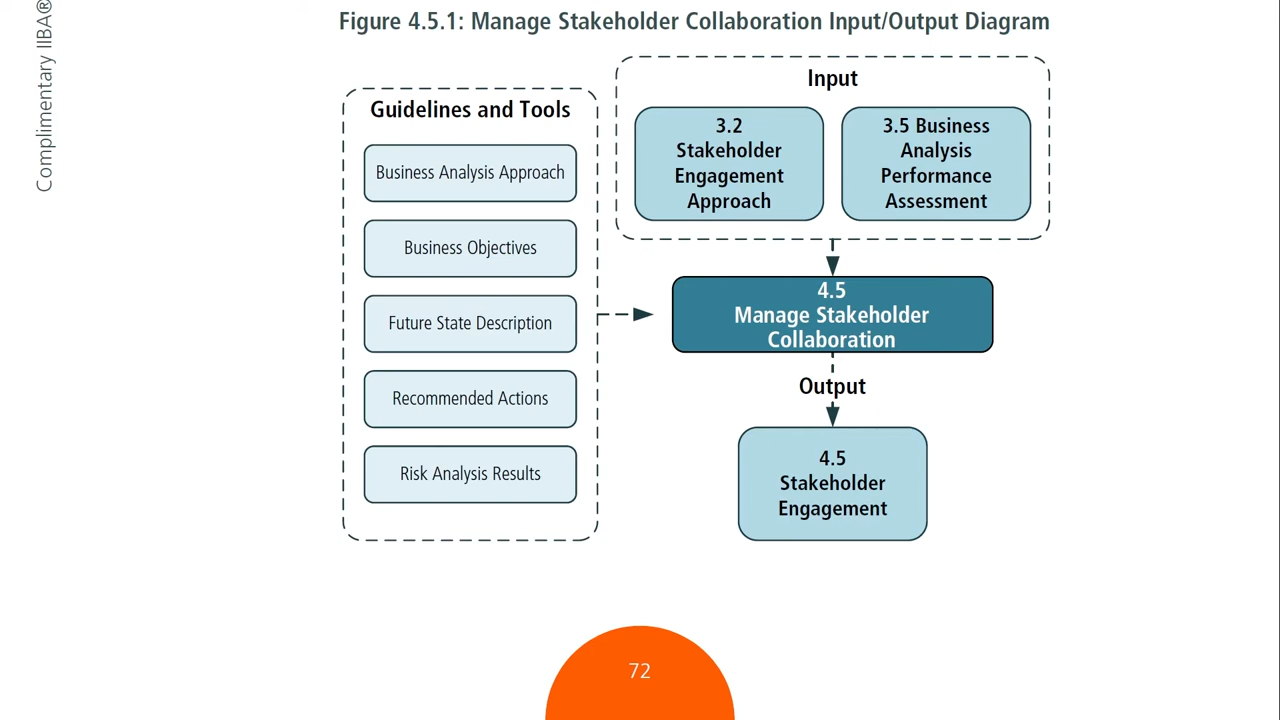 Complimentary IIBA®
Figure 4.5.1: Manage Stakeholder Collaboration Input/Output Diagram
Guidelines and Tools
Business Analysis Approach
Business Objectives
Future State Description
Recommended Actions
Risk Analysis Results
Input
3.2
Stakeholder
Engagement
Approach
3.5 Business
Analysis
Performance
Assessment
4.5
Manage Stakeholder
Collaboration
Output
4.5
Stakeholder
Engagement
72